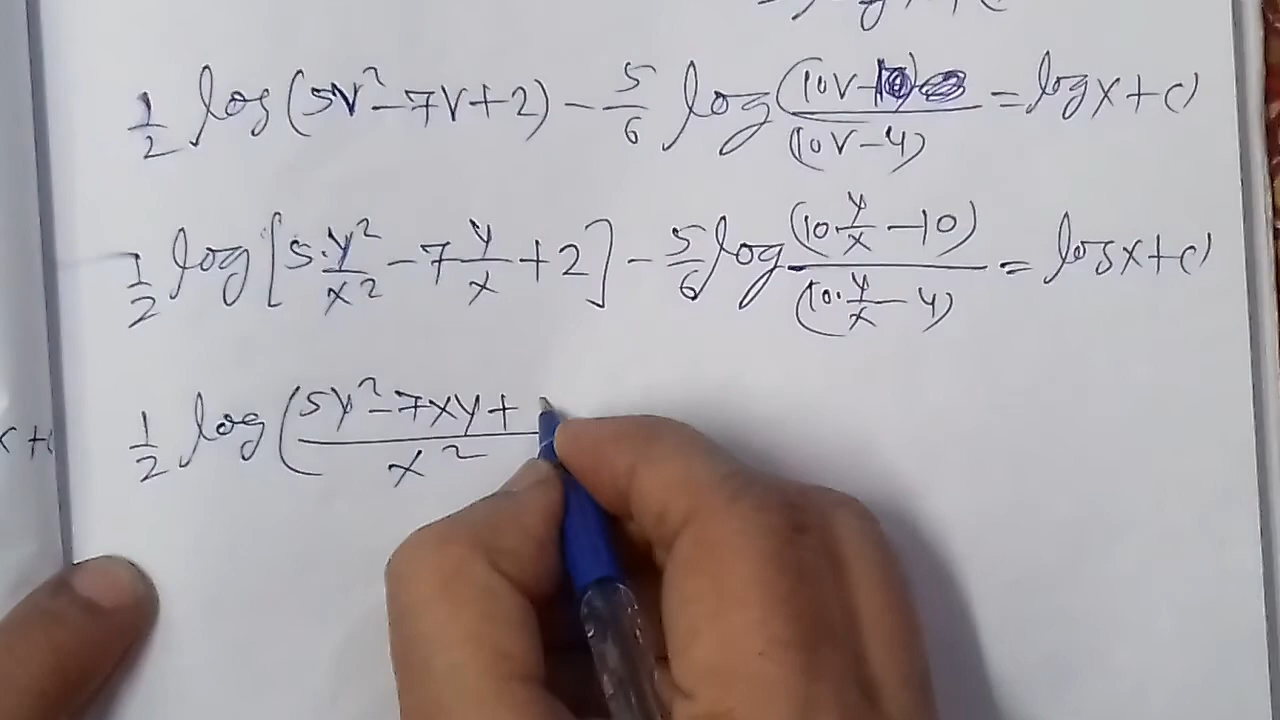 1/2 log(5v²-7v+2) - 5/6 log (10v-10)/(10v-4) = log x + c
1/2 log[5·y²/x² - 7 y/x + 2] - 5/6 log (10·y/x - 10)/(10·y/x - 4) = log x + c
1/2 log(5y²-7xy+ / x²